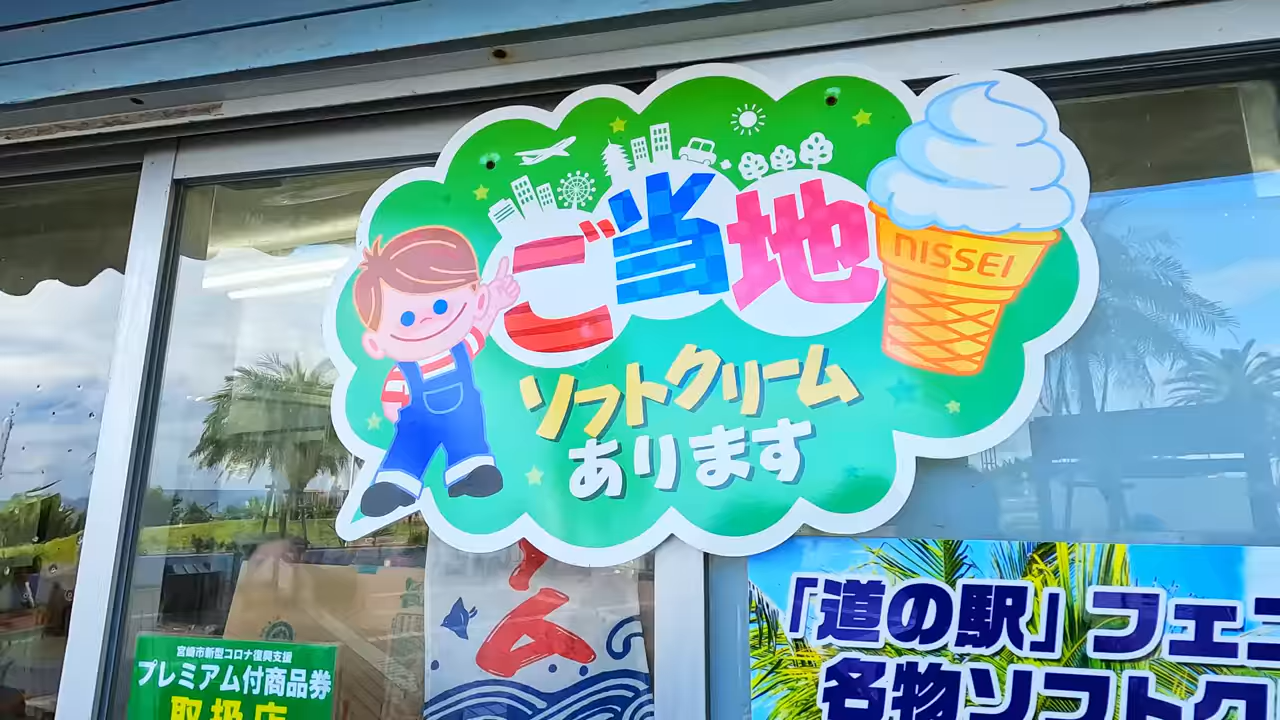 ご当地
NISSEI
ソフトクリーム
あります
「道の駅」フェニ
名物ソフトク
宮崎市新型コロナ復興支援
プレミアム付商品券
取扱店
ム